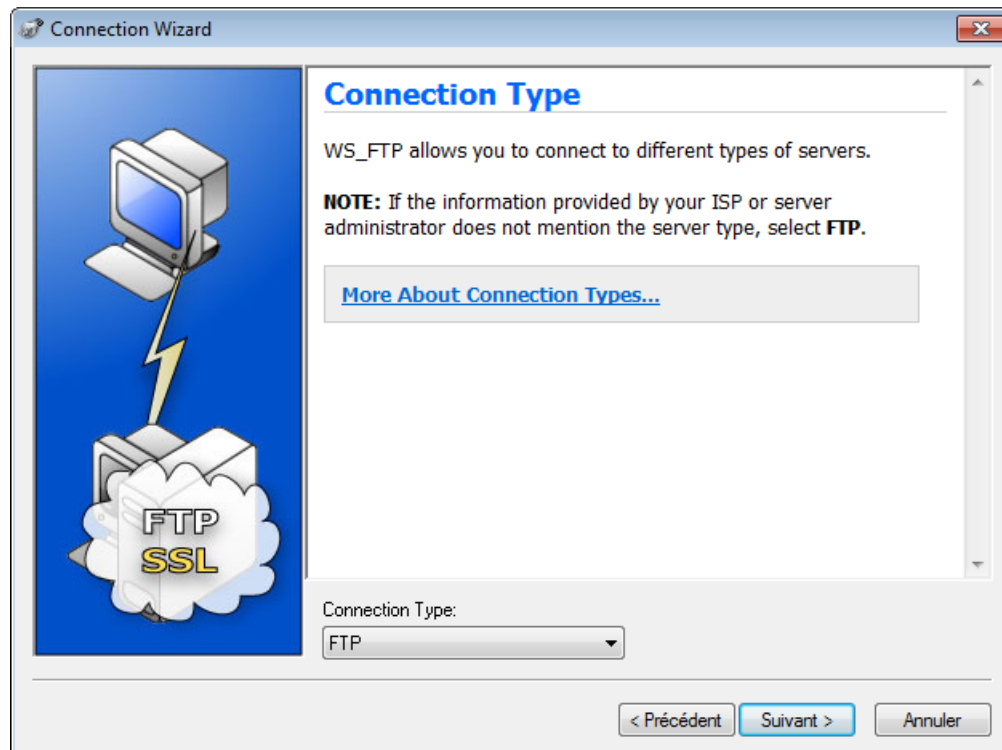 Connection Wizard
Connection Type
WS_FTP allows you to connect to different types of servers.
NOTE: If the information provided by your ISP or server
administrator does not mention the server type, select FTP.
More About Connection Types...
FTP
SSL
Connection Type:
FTP
< Précédent
Suivant >
Annuler